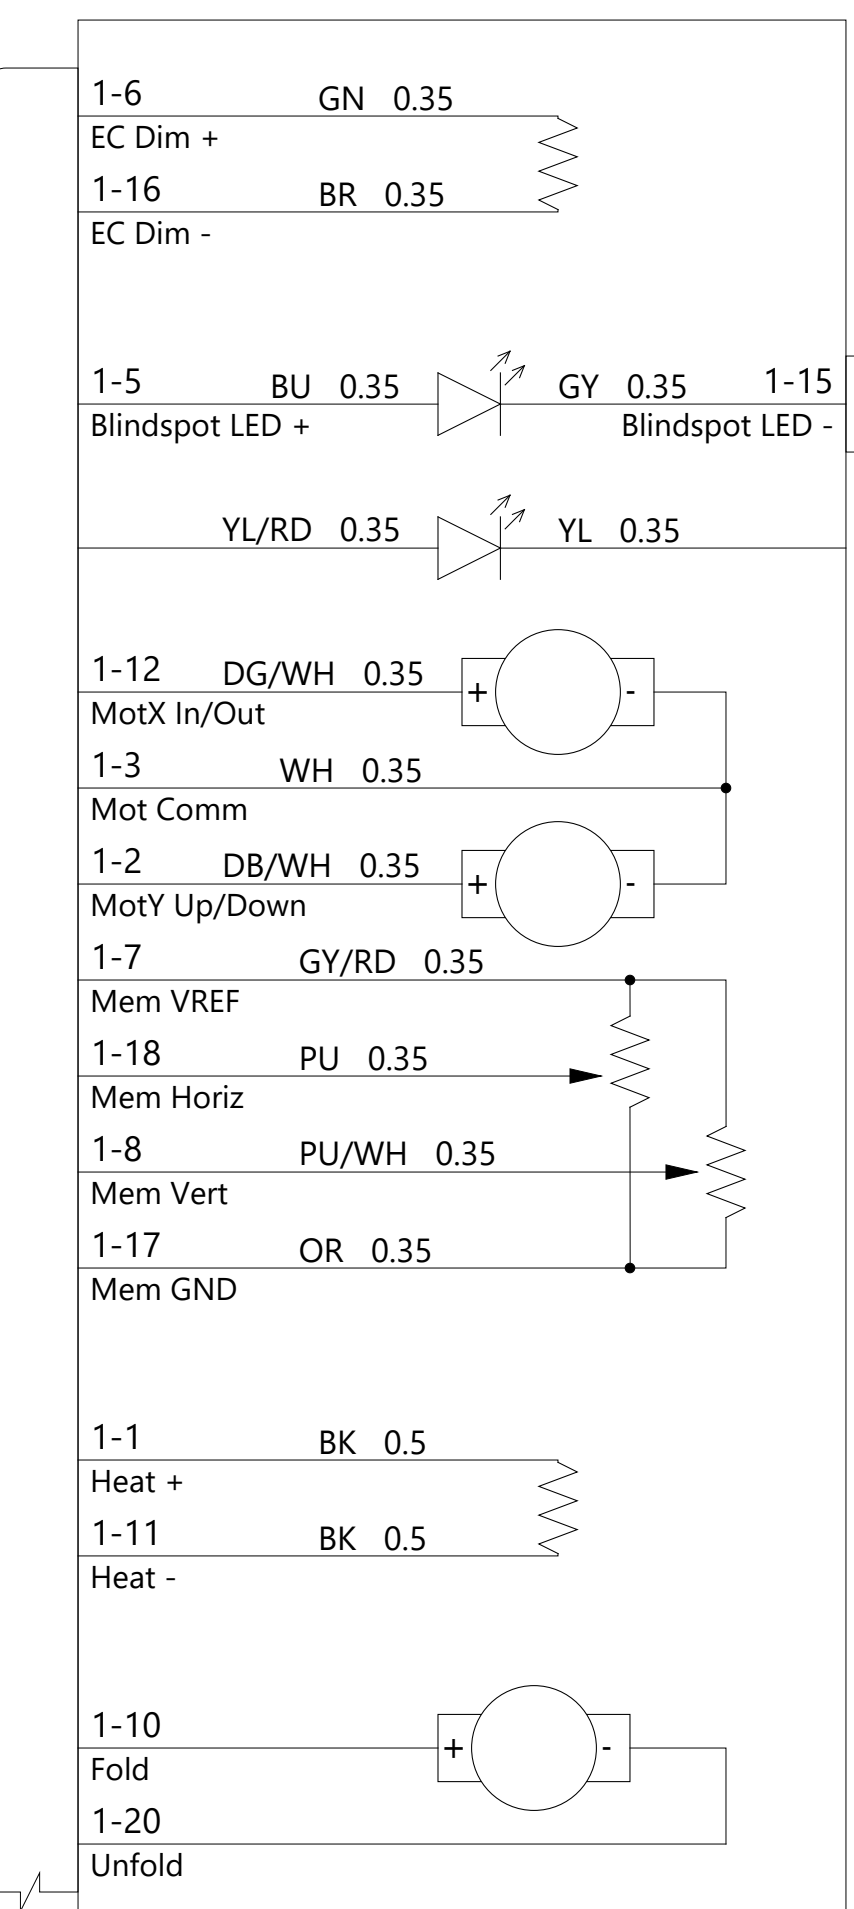 1-6 GN 0.35
EC Dim +
1-16 BR 0.35
EC Dim -
1-5 BU 0.35 GY 0.35 1-15
Blindspot LED + Blindspot LED -
YL/RD 0.35 YL 0.35
1-12 DG/WH 0.35
+ -
MotX In/Out
1-3 WH 0.35
Mot Comm
1-2 DB/WH 0.35
+ -
MotY Up/Down
1-7 GY/RD 0.35
Mem VREF
1-18 PU 0.35
Mem Horiz
1-8 PU/WH 0.35
Mem Vert
1-17 OR 0.35
Mem GND
1-1 BK 0.5
Heat +
1-11 BK 0.5
Heat -
1-10
+ -
Fold
1-20
Unfold